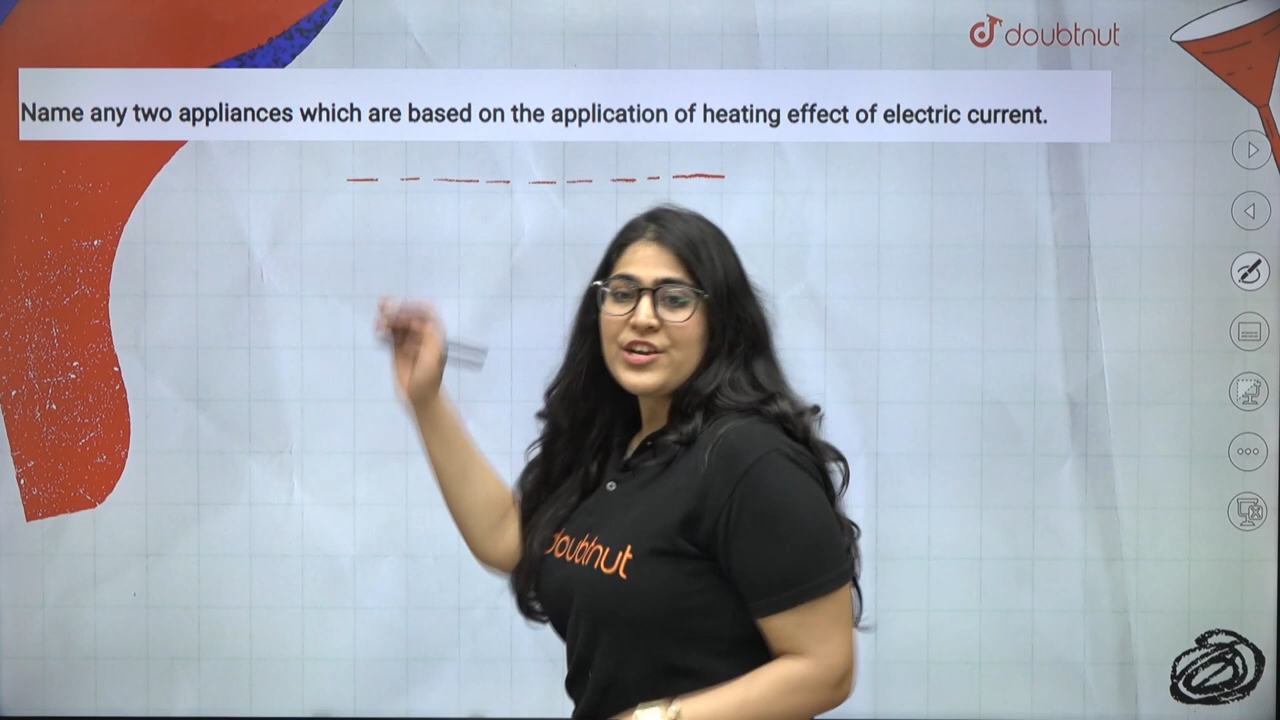 doubtnut
Name any two appliances which are based on the application of heating effect of electric current.
doubtnut